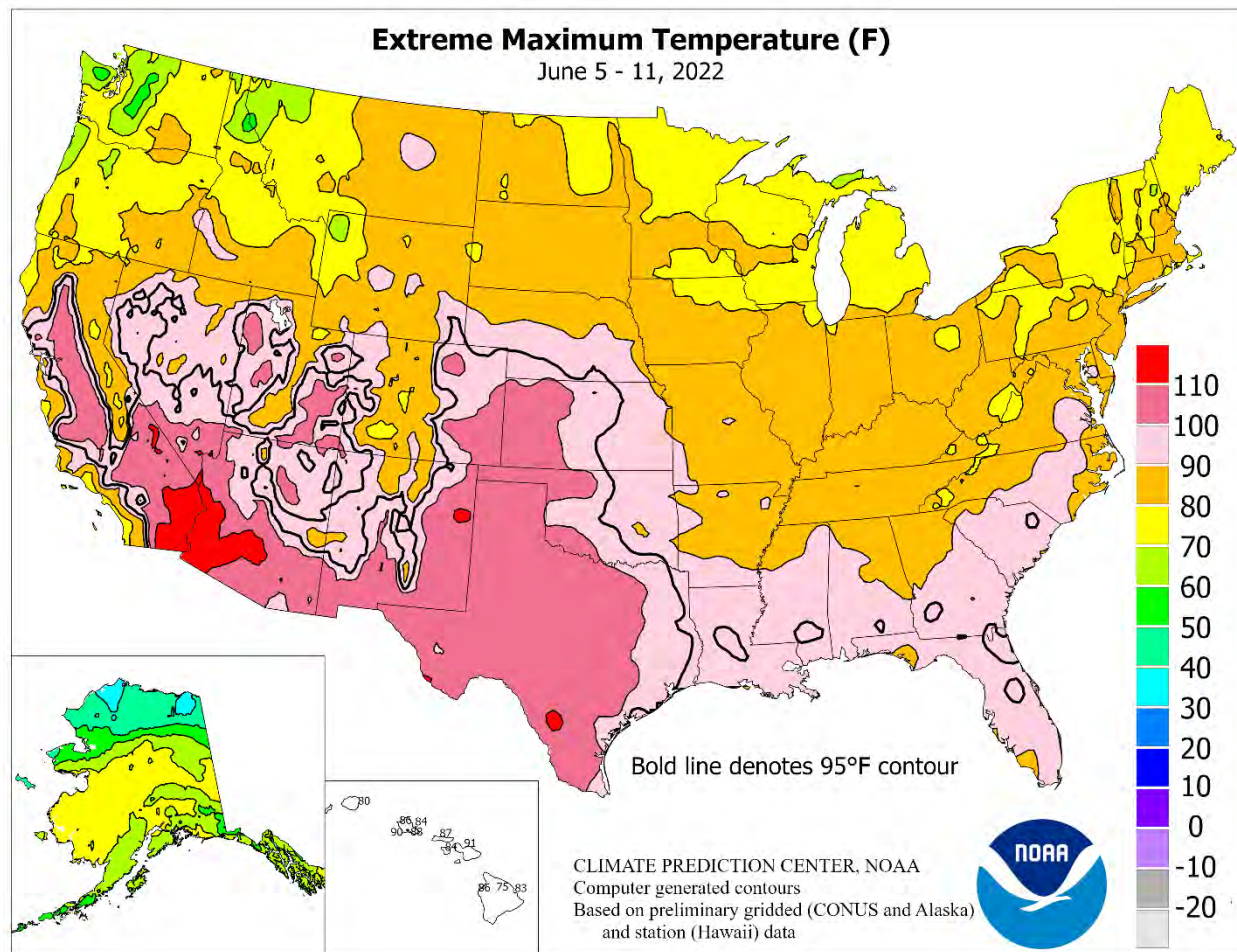 Extreme Maximum Temperature (F)
June 5 - 11, 2022
110
100
90
80
70
60
50
40
30
20
10
0
-10
-20
Bold line denotes 95°F contour
80
86 84
90 88
87
84 91
86 75 83
CLIMATE PREDICTION CENTER, NOAA
Computer generated contours
Based on preliminary gridded (CONUS and Alaska)
and station (Hawaii) data
NOAA